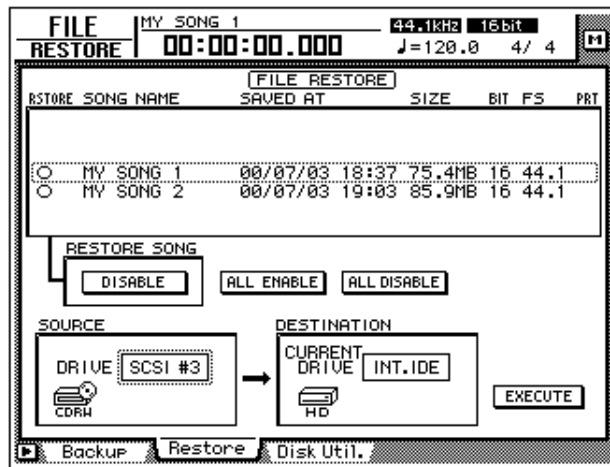 FILE MY SONG 1 44.1kHz 16bit
RESTORE 00:00:00.000 ♩=120.0 4/ 4 M
FILE RESTORE
RSTORE SONG NAME SAVED AT SIZE BIT FS PRT
MY SONG 1 00/07/03 18:37 75.4MB 16 44.1
MY SONG 2 00/07/03 19:03 85.9MB 16 44.1
RESTORE SONG
DISABLE ALL ENABLE ALL DISABLE
SOURCE DESTINATION
DRIVE SCSI #3 CURRENT DRIVE INT.IDE
CDRW HD EXECUTE
Backup Restore Disk Util.